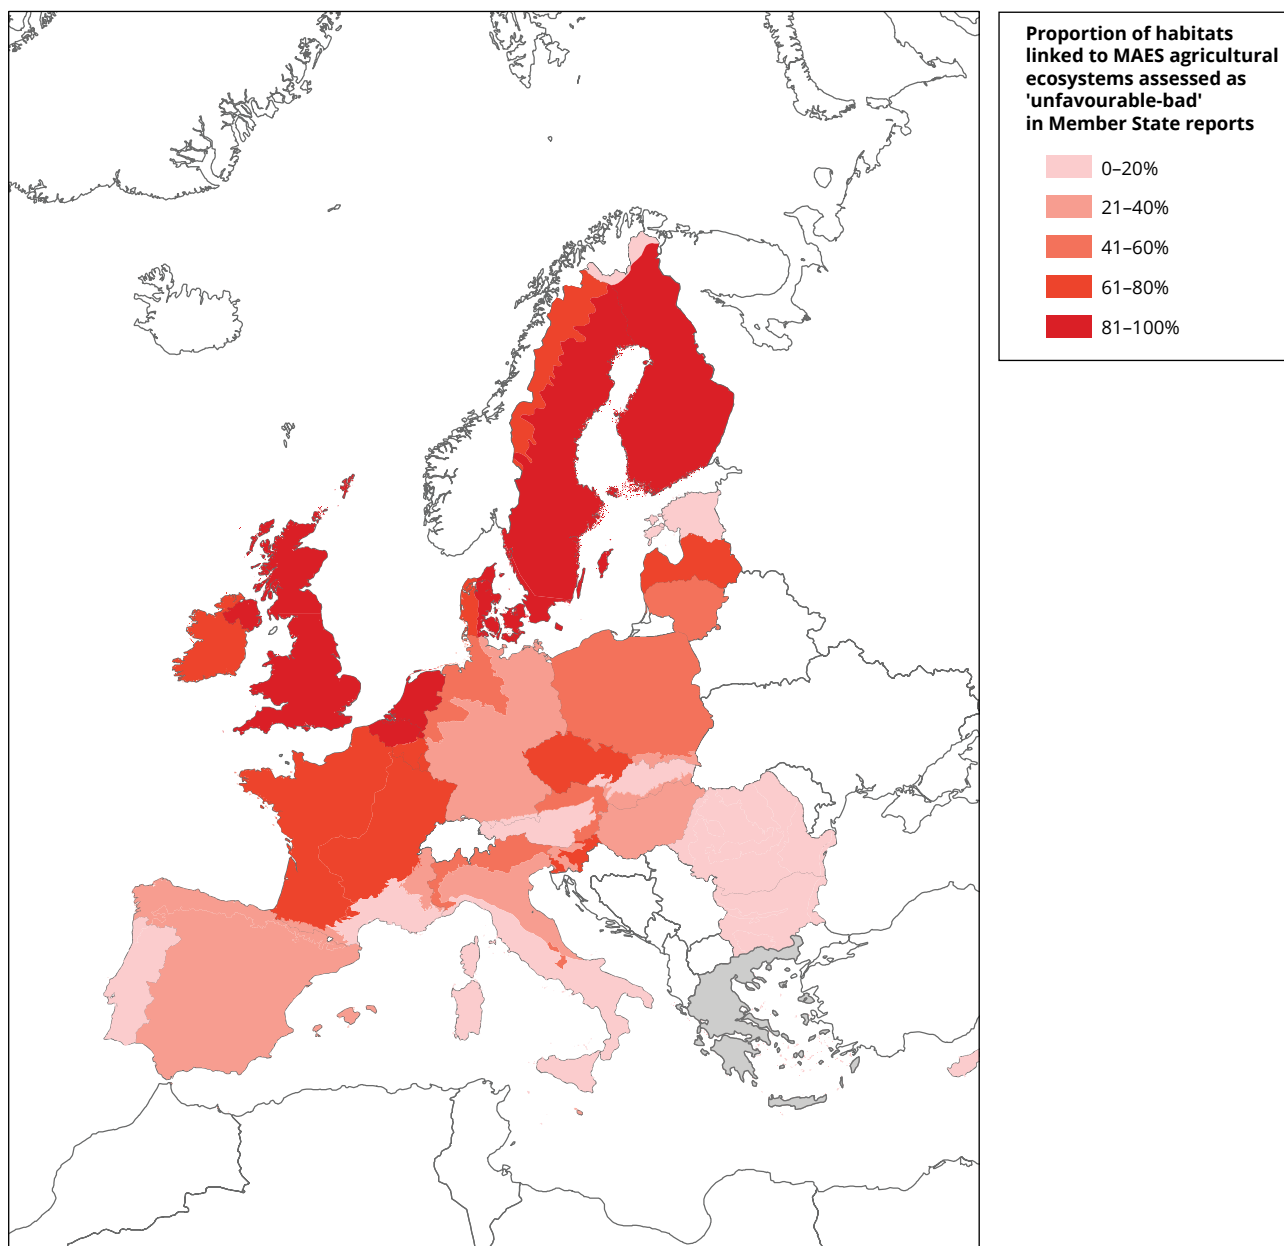 Proportion of habitats
linked to MAES agricultural
ecosystems assessed as
'unfavourable-bad'
in Member State reports
0–20%
21–40%
41–60%
61–80%
81–100%